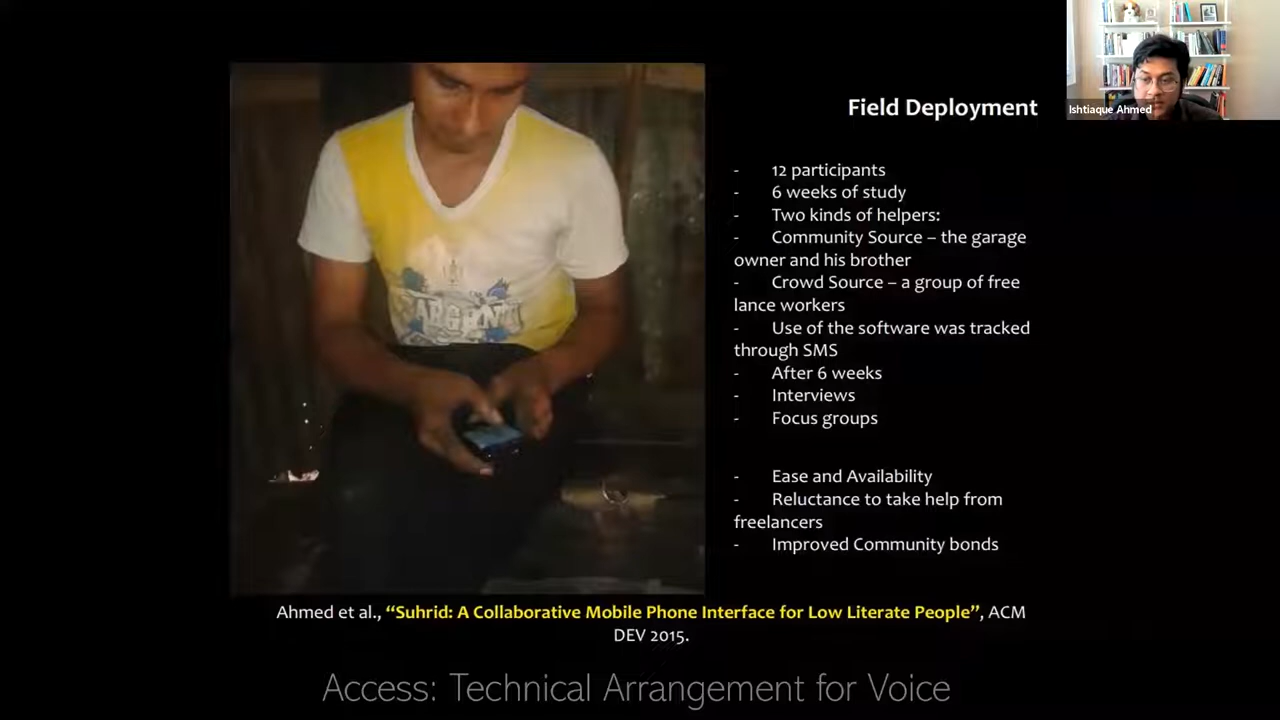 Ishtiaque Ahmed
Field Deployment
- 12 participants
- 6 weeks of study
- Two kinds of helpers:
- Community Source – the garage
owner and his brother
- Crowd Source – a group of free
lance workers
- Use of the software was tracked
through SMS
- After 6 weeks
- Interviews
- Focus groups
- Ease and Availability
- Reluctance to take help from
freelancers
- Improved Community bonds
Ahmed et al., “Suhrid: A Collaborative Mobile Phone Interface for Low Literate People”, ACM
DEV 2015.
Access: Technical Arrangement for Voice